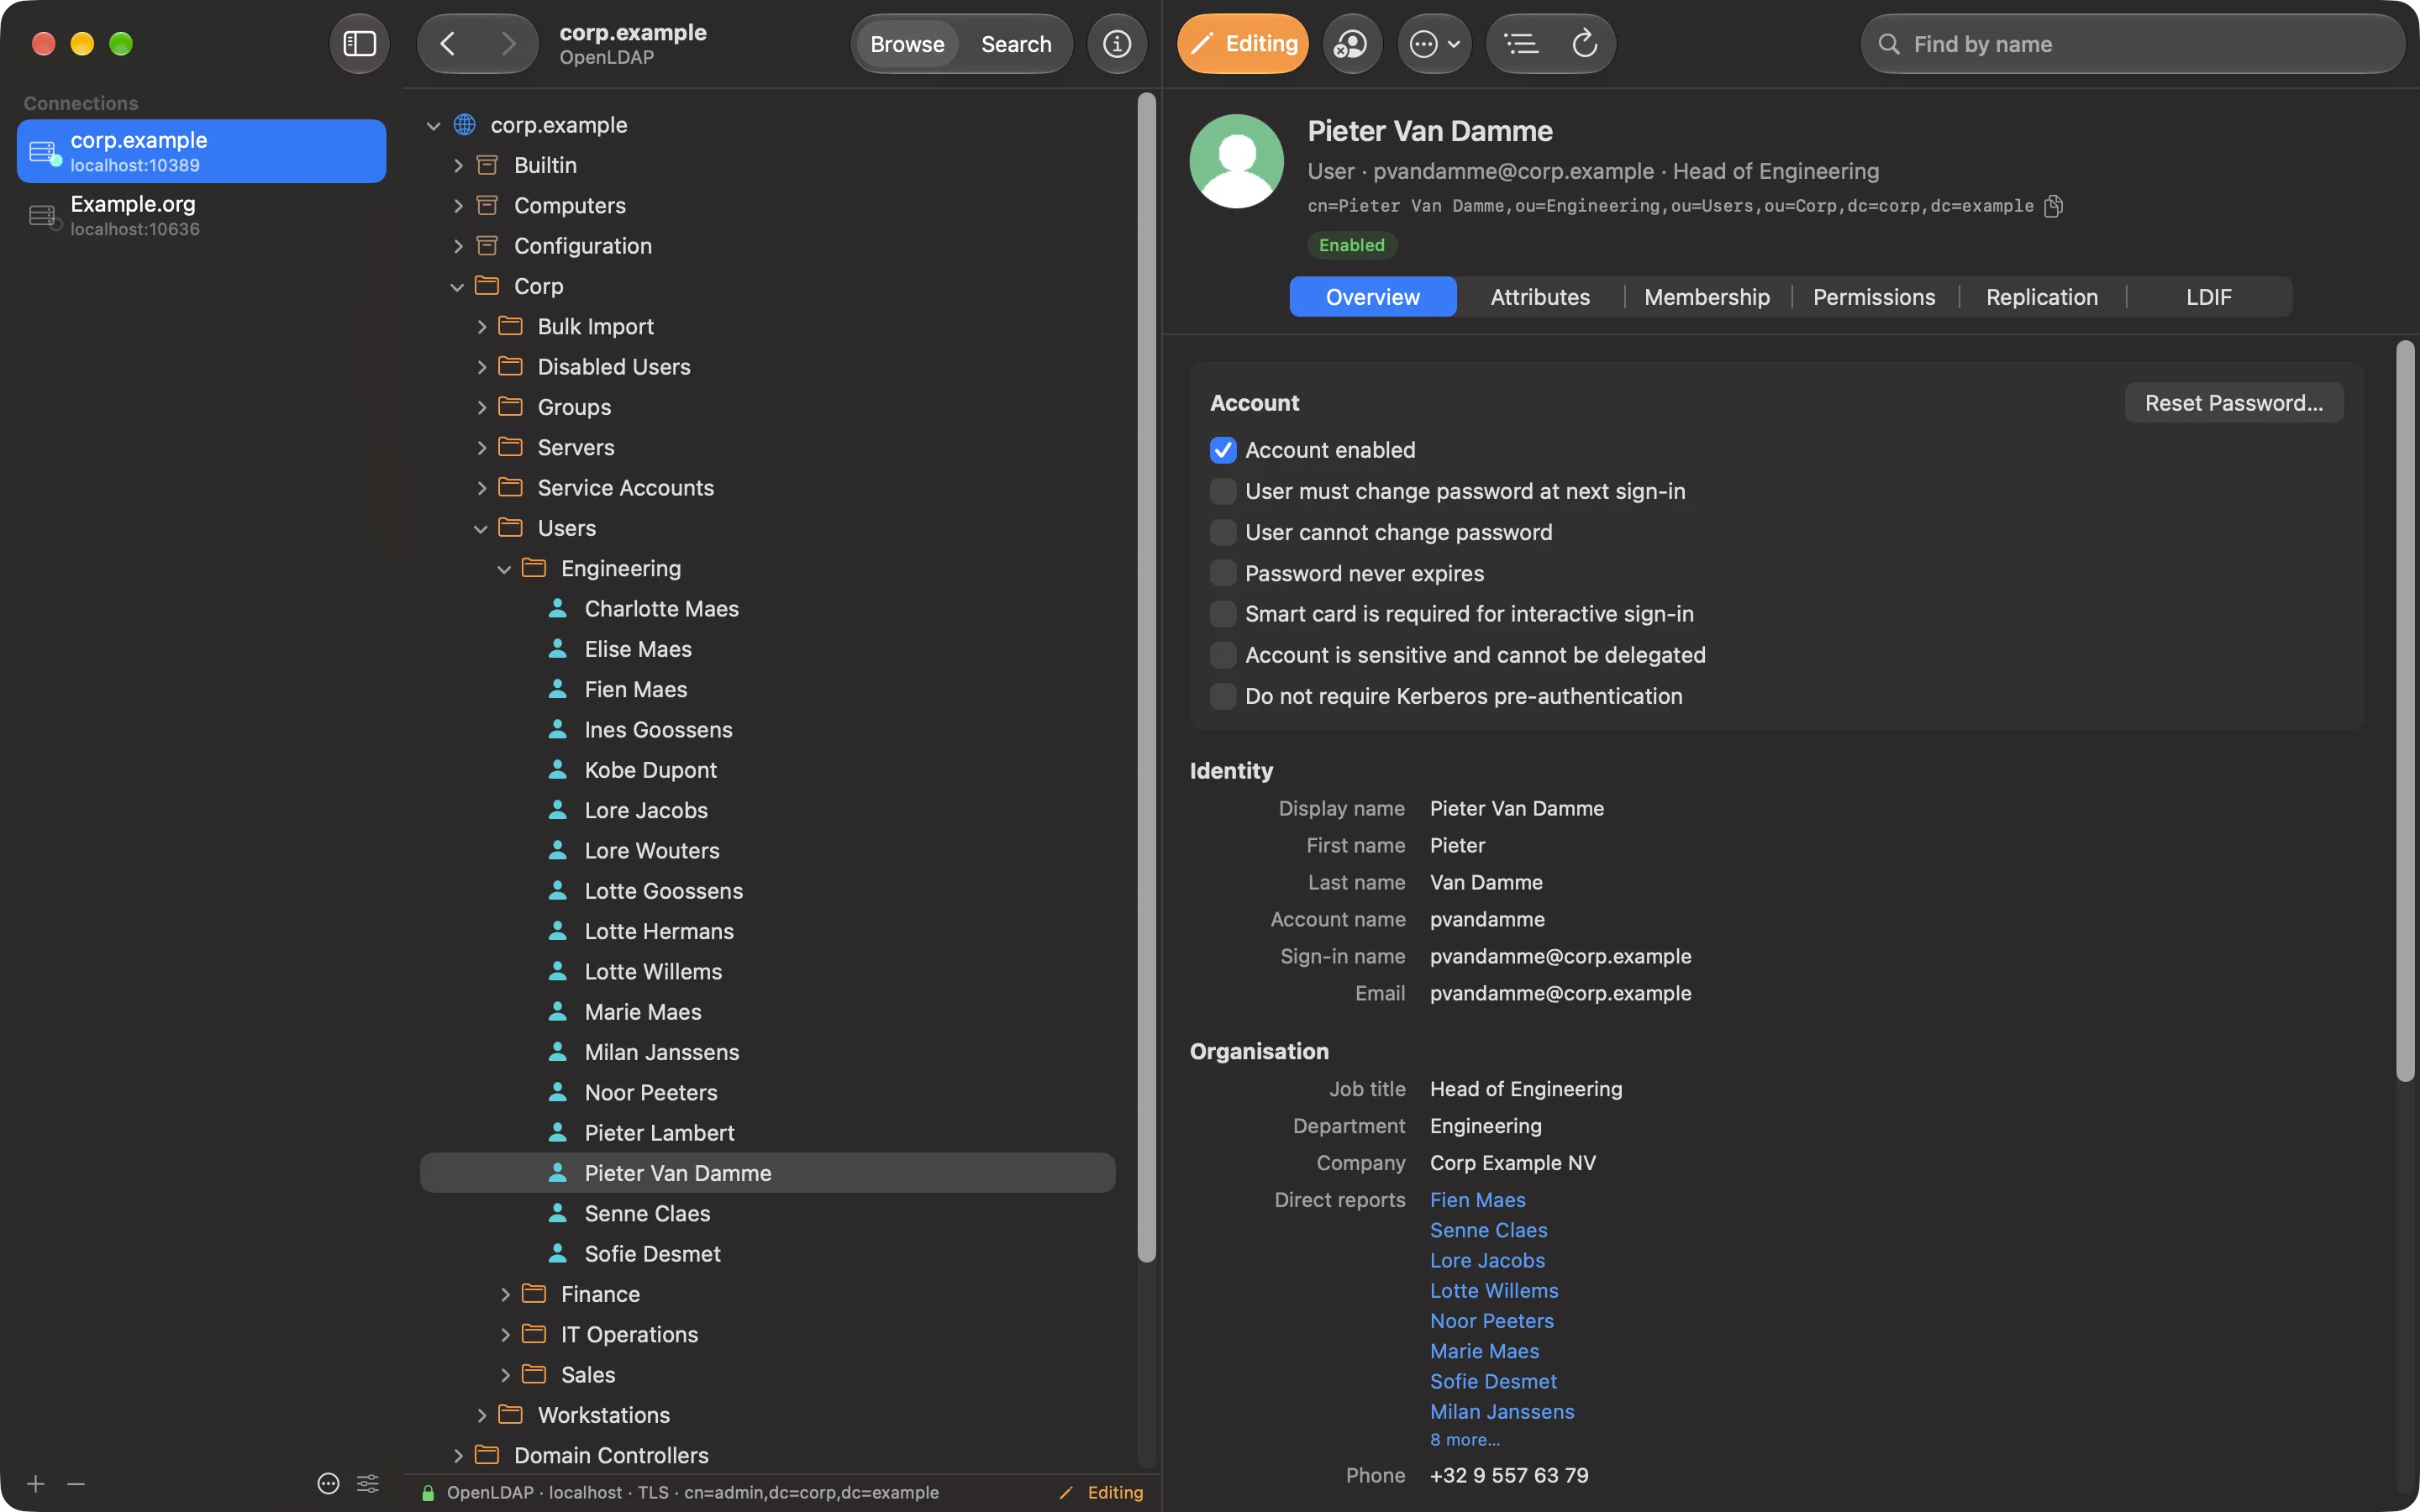 Connections
corp.example
localhost:10389
Example.org
localhost:10636
corp.example
OpenLDAP
Browse
Search
corp.example
Builtin
Computers
Configuration
Corp
Bulk Import
Disabled Users
Groups
Servers
Service Accounts
Users
Engineering
Charlotte Maes
Elise Maes
Fien Maes
Ines Goossens
Kobe Dupont
Lore Jacobs
Lore Wouters
Lotte Goossens
Lotte Hermans
Lotte Willems
Marie Maes
Milan Janssens
Noor Peeters
Pieter Lambert
Pieter Van Damme
Senne Claes
Sofie Desmet
Finance
IT Operations
Sales
Workstations
Domain Controllers
OpenLDAP · localhost · TLS · cn=admin,dc=corp,dc=example
Editing
Editing
Find by name
Pieter Van Damme
User · pvandamme@corp.example · Head of Engineering
cn=Pieter Van Damme,ou=Engineering,ou=Users,ou=Corp,dc=corp,dc=example
Enabled
Overview
Attributes
Membership
Permissions
Replication
LDIF
Account
Reset Password...
Account enabled
User must change password at next sign-in
User cannot change password
Password never expires
Smart card is required for interactive sign-in
Account is sensitive and cannot be delegated
Do not require Kerberos pre-authentication
Identity
Display name Pieter Van Damme
First name Pieter
Last name Van Damme
Account name pvandamme
Sign-in name pvandamme@corp.example
Email pvandamme@corp.example
Organisation
Job title Head of Engineering
Department Engineering
Company Corp Example NV
Direct reports Fien Maes
Senne Claes
Lore Jacobs
Lotte Willems
Noor Peeters
Marie Maes
Sofie Desmet
Milan Janssens
8 more...
Phone +32 9 557 63 79